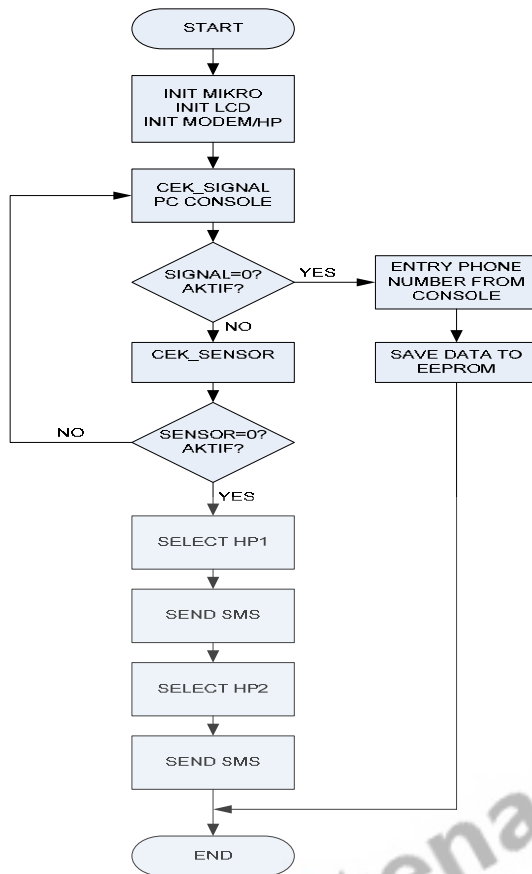 START
INIT MIKRO
INIT LCD
INIT MODEM/HP
CEK_SIGNAL
PC CONSOLE
SIGNAL=0?
AKTIF?
YES
ENTRY PHONE
NUMBER FROM
CONSOLE
NO
CEK_SENSOR
SAVE DATA TO
EEPROM
SENSOR=0?
AKTIF?
NO
YES
SELECT HP1
SEND SMS
SELECT HP2
SEND SMS
END